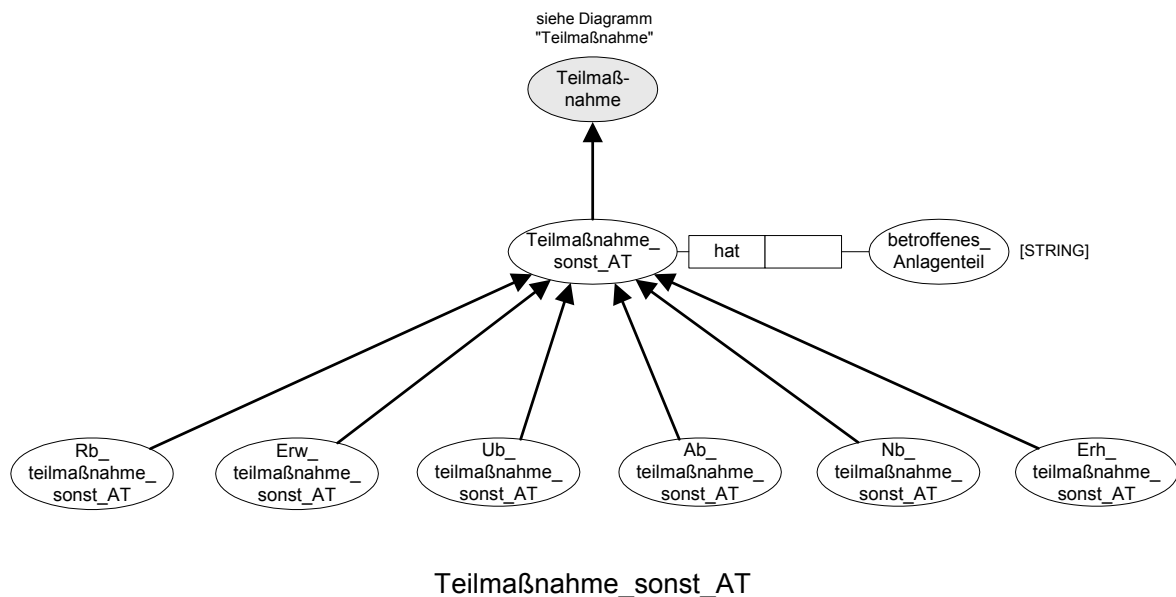 siehe Diagramm
"Teilmaßnahme"
Teilmaß-
nahme
Teilmaßnahme_
sonst_AT
hat
betroffenes_
Anlagenteil
[STRING]
Rb_
teilmaßnahme_
sonst_AT
Erw_
teilmaßnahme_
sonst_AT
Ub_
teilmaßnahme_
sonst_AT
Ab_
teilmaßnahme_
sonst_AT
Nb_
teilmaßnahme_
sonst_AT
Erh_
teilmaßnahme_
sonst_AT
Teilmaßnahme_sonst_AT